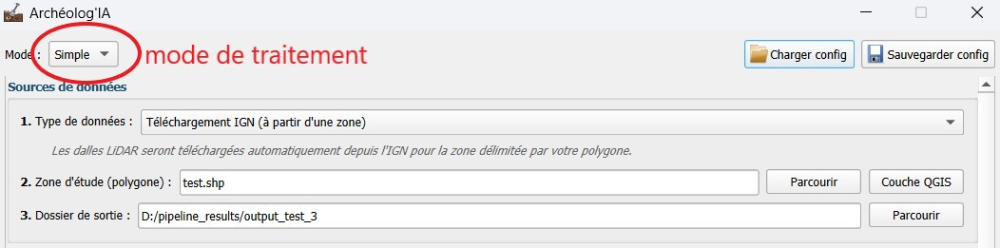 Archéolog'IA
Mode : Simple mode de traitement Charger config Sauvegarder config
Sources de données
1. Type de données : Téléchargement IGN (à partir d'une zone)
Les dalles LiDAR seront téléchargées automatiquement depuis l'IGN pour la zone délimitée par votre polygone.
2. Zone d'étude (polygone) : test.shp Parcourir Couche QGIS
3. Dossier de sortie : D:/pipeline_results/output_test_3 Parcourir